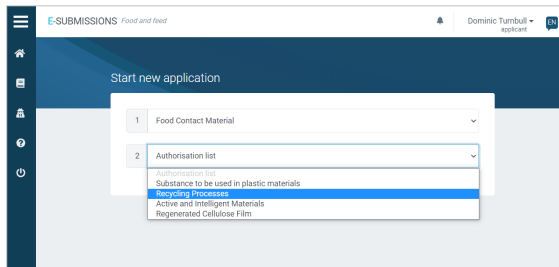 E-SUBMISSIONS Food and feed
Dominic Turnbull
EN
applicant
Start new application
1 Food Contact Material
2 Authorisation list
Authorisation list
Substance to be used in plastic materials
Recycling Processes
Active and Intelligent Materials
Regenerated Cellulose Film